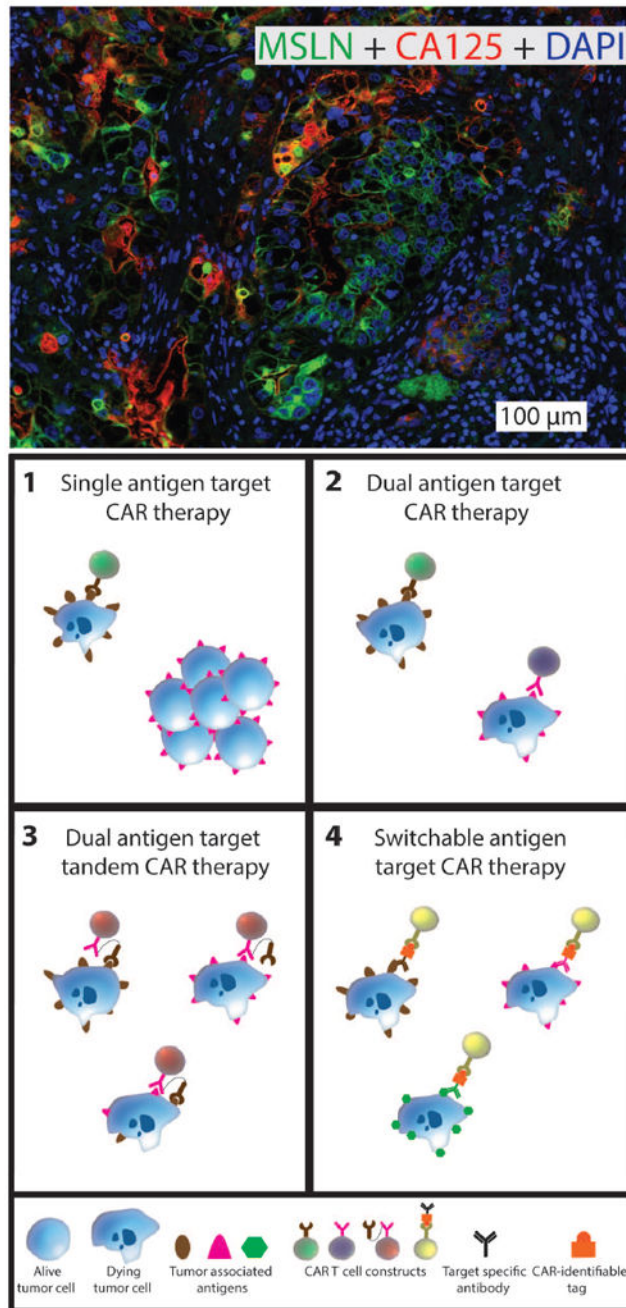 MSLN + CA125 + DAPI
100 µm
1 Single antigen target
CAR therapy
2 Dual antigen target
CAR therapy
3 Dual antigen target
tandem CAR therapy
4 Switchable antigen
target CAR therapy
Alive
tumor cell
Dying
tumor cell
Tumor associated
antigens
CAR T cell constructs
Target specific
antibody
CAR-identifiable
tag